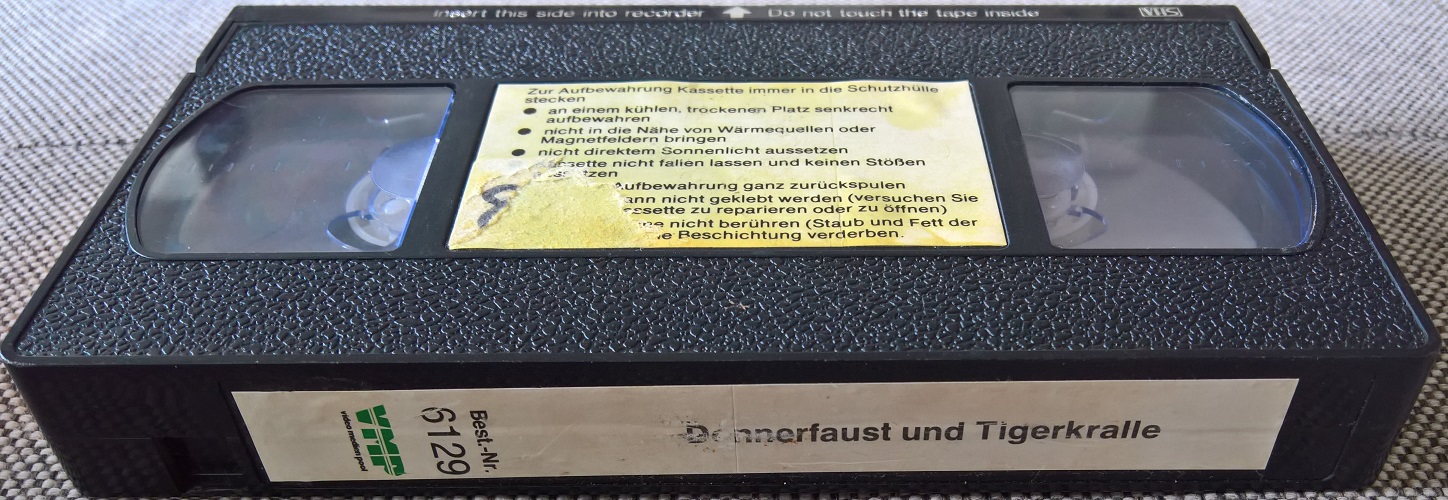 Insert this side into recorder Do not touch the tape inside VHS
Zur Aufbewahrung Kassette immer in die Schutzhülle
stecken
● an einem kühlen, trockenen Platz senkrecht
aufbewahren
● nicht in die Nähe von Wärmequellen oder
Magnetfeldern bringen
● nicht direktem Sonnenlicht aussetzen
nicht fallen lassen und keinen Stößen
Aufbewahrung ganz zurückspulen
nicht geklebt werden (versuchen Sie
zu reparieren oder zu öffnen)
nicht berühren (Staub und Fett der
Beschichtung verderben.
Donnerfaust und Tigerkralle
Best.-Nr.
6129
VMP
video medien pool